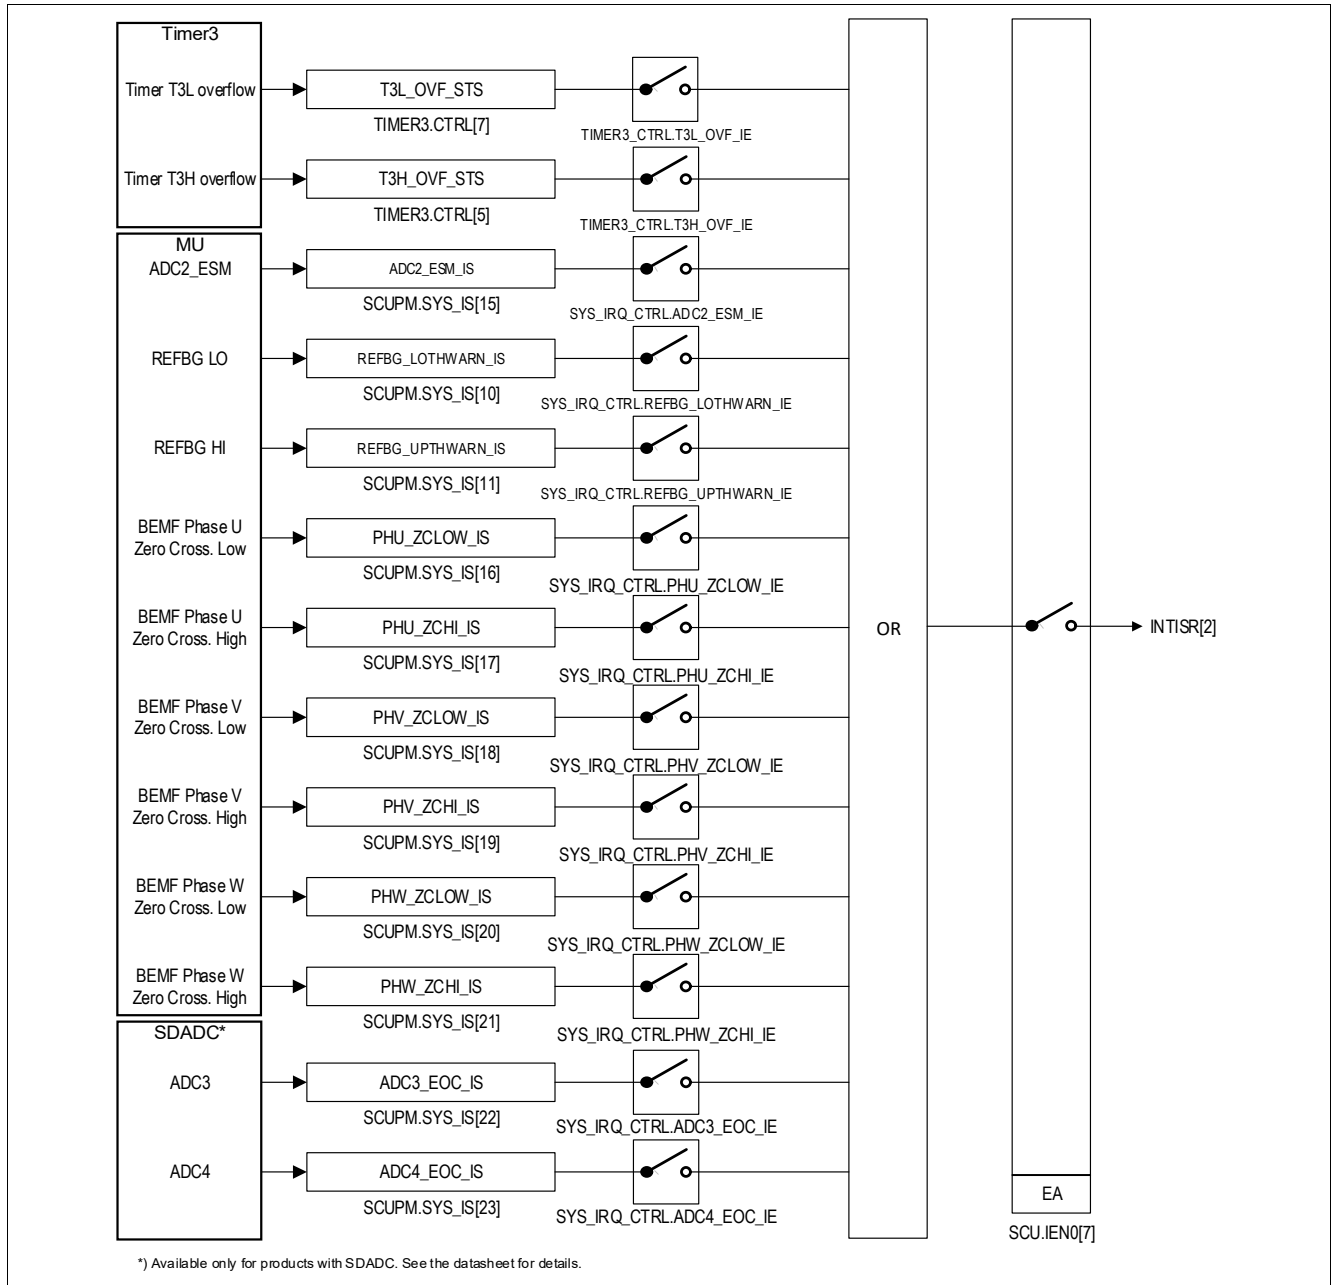 Timer3
Timer T3L overflow
T3L_OVF_STS
TIMER3.CTRL[7]
TIMER3_CTRL.T3L_OVF_IE
Timer T3H overflow
T3H_OVF_STS
TIMER3.CTRL[5]
TIMER3_CTRL.T3H_OVF_IE
MU
ADC2_ESM
ADC2_ESM_IS
SCUPM.SYS_IS[15]
SYS_IRQ_CTRL.ADC2_ESM_IE
REFBG LO
REFBG_LOTHWARN_IS
SCUPM.SYS_IS[10]
SYS_IRQ_CTRL.REFBG_LOTHWARN_IE
REFBG HI
REFBG_UPTHWARN_IS
SCUPM.SYS_IS[11]
SYS_IRQ_CTRL.REFBG_UPTHWARN_IE
BEMF Phase U
Zero Cross. Low
PHU_ZCLOW_IS
SCUPM.SYS_IS[16]
SYS_IRQ_CTRL.PHU_ZCLOW_IE
BEMF Phase U
Zero Cross. High
PHU_ZCHI_IS
SCUPM.SYS_IS[17]
SYS_IRQ_CTRL.PHU_ZCHI_IE
BEMF Phase V
Zero Cross. Low
PHV_ZCLOW_IS
SCUPM.SYS_IS[18]
SYS_IRQ_CTRL.PHV_ZCLOW_IE
BEMF Phase V
Zero Cross. High
PHV_ZCHI_IS
SCUPM.SYS_IS[19]
SYS_IRQ_CTRL.PHV_ZCHI_IE
BEMF Phase W
Zero Cross. Low
PHW_ZCLOW_IS
SCUPM.SYS_IS[20]
SYS_IRQ_CTRL.PHW_ZCLOW_IE
BEMF Phase W
Zero Cross. High
PHW_ZCHI_IS
SCUPM.SYS_IS[21]
SYS_IRQ_CTRL.PHW_ZCHI_IE
SDADC*
ADC3
ADC3_EOC_IS
SCUPM.SYS_IS[22]
SYS_IRQ_CTRL.ADC3_EOC_IE
ADC4
ADC4_EOC_IS
SCUPM.SYS_IS[23]
SYS_IRQ_CTRL.ADC4_EOC_IE
OR
INTISR[2]
EA
SCU.IEN0[7]
*) Available only for products with SDADC. See the datasheet for details.